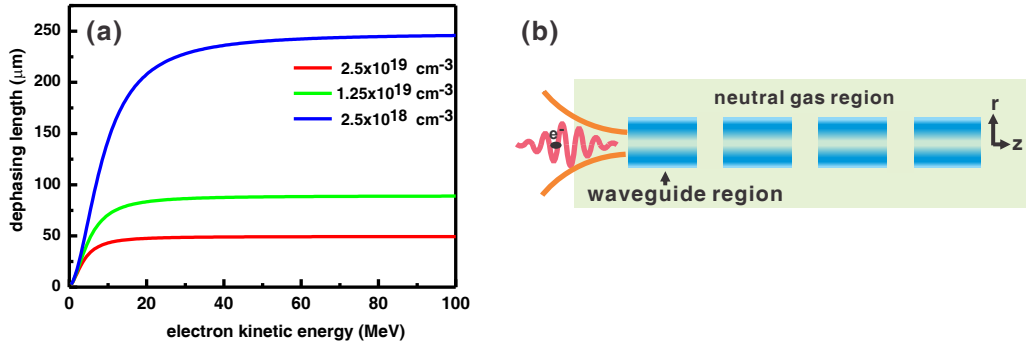 (a)
250
200
150
100
50
0
dephasing length (μm)
2.5x10¹⁹ cm⁻³
1.25x10¹⁹ cm⁻³
2.5x10¹⁸ cm⁻³
0 20 40 60 80 100
electron kinetic energy (MeV)
(b)
neutral gas region
e⁻
r
z
waveguide region